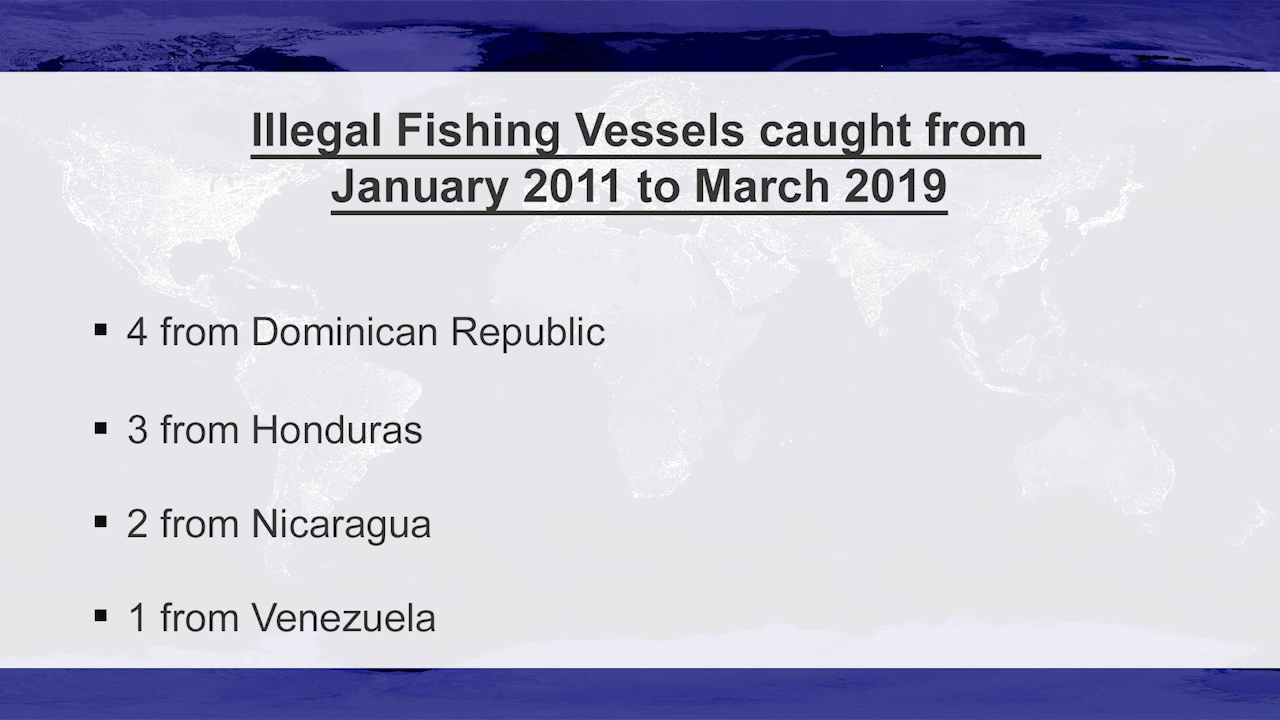 Illegal Fishing Vessels caught from
January 2011 to March 2019
▪ 4 from Dominican Republic
▪ 3 from Honduras
▪ 2 from Nicaragua
▪ 1 from Venezuela